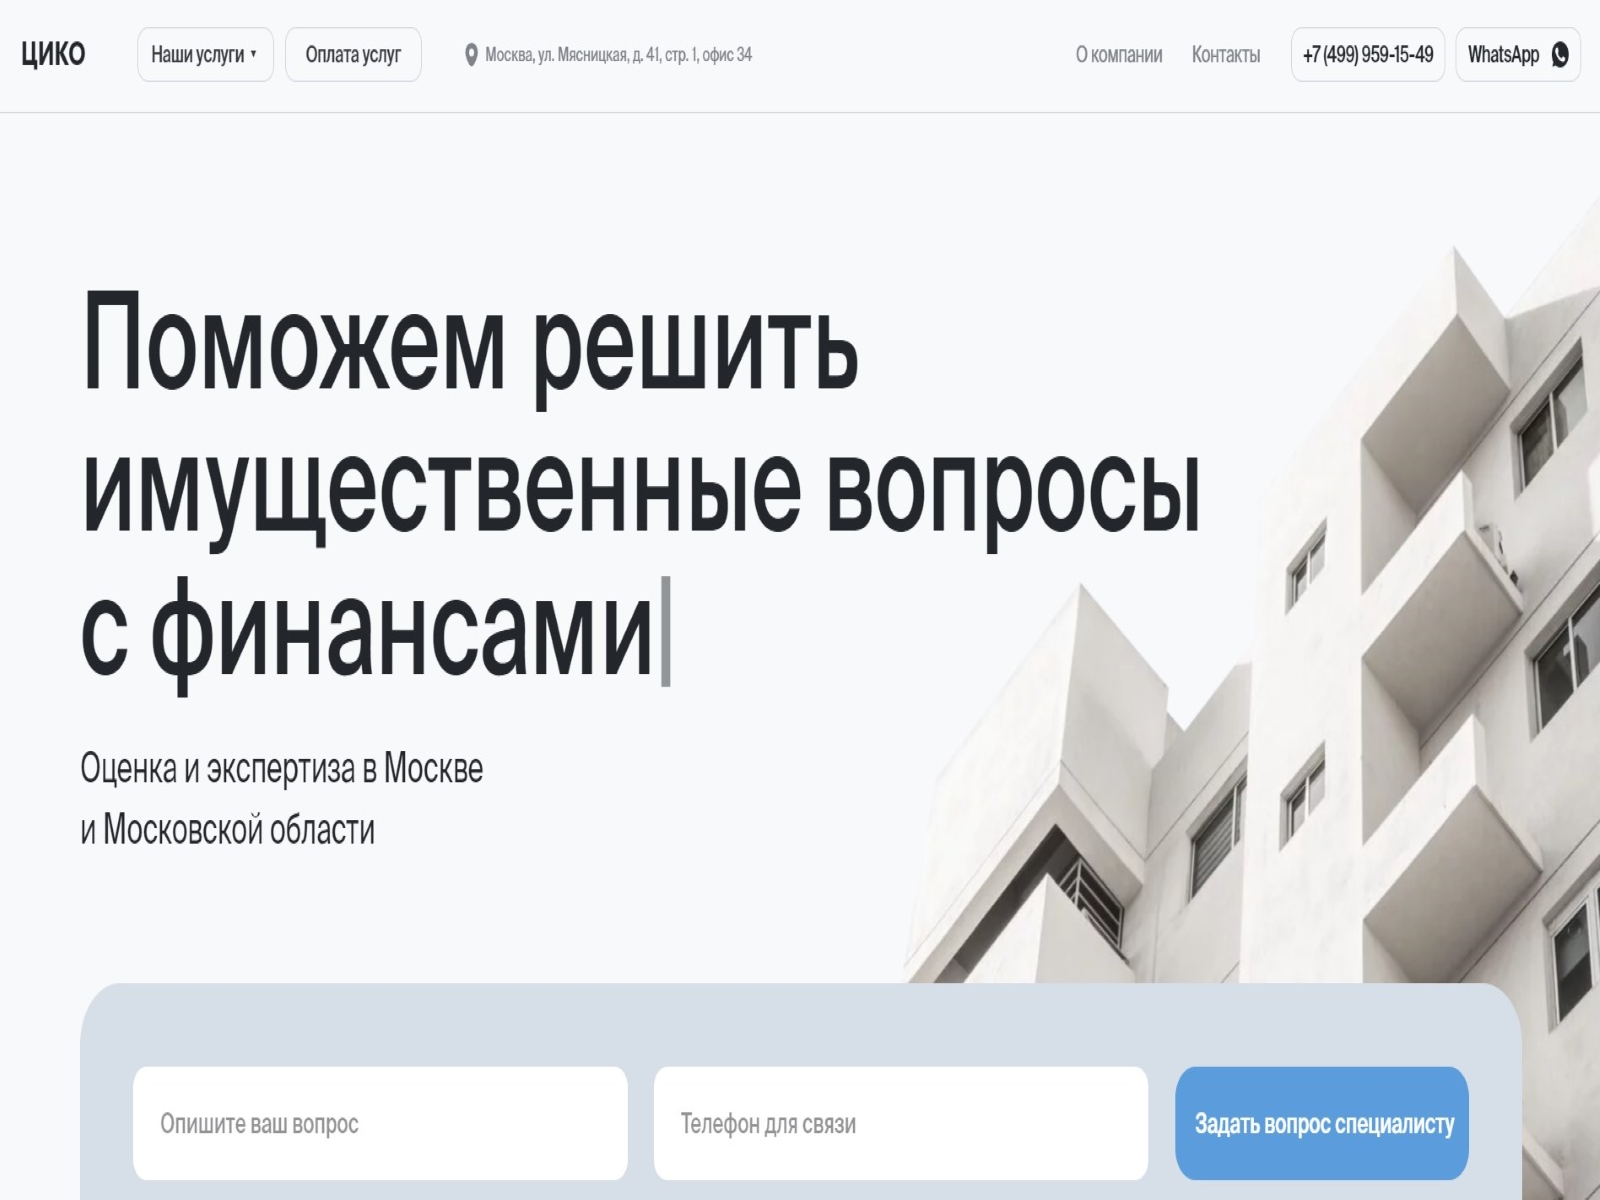 ЦИКО
Наши услуги
Оплата услуг
Москва, ул. Мясницкая, д. 41, стр. 1, офис 34
О компании
Контакты
+7 (499) 959-15-49
WhatsApp
Поможем решить
имущественные вопросы
с финансами
Оценка и экспертиза в Москве
и Московской области
Опишите ваш вопрос
Телефон для связи
Задать вопрос специалисту